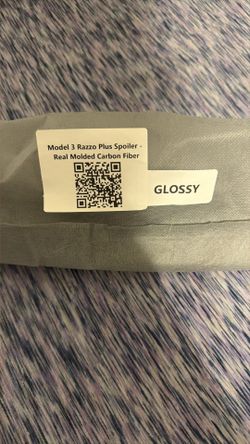 Model 3 Razzo Plus Spoiler -
Real Molded Carbon Fiber
GLOSSY